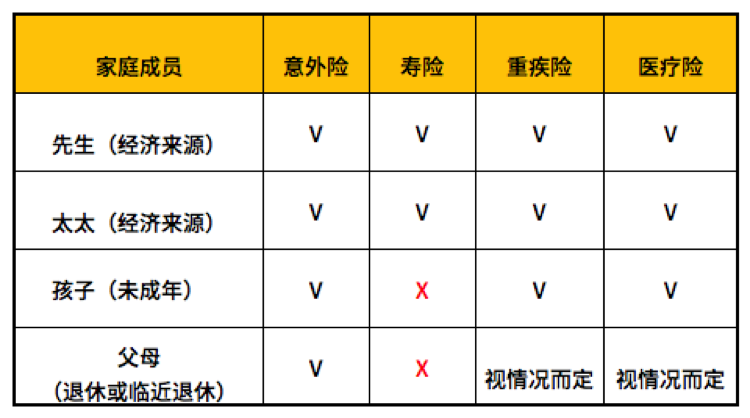 家庭成员 意外险 寿险 重疾险 医疗险
先生（经济来源） V V V V
太太（经济来源） V V V V
孩子（未成年） V X V V
父母
（退休或临近退休） V X 视情况而定 视情况而定